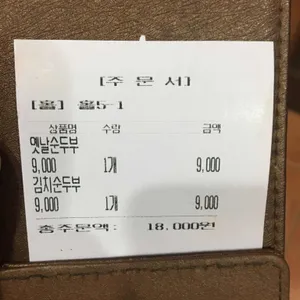 [주 문 서]
[홀] 홀5-1
상품명 수량 금액
옛날순두부
9,000 1개 9,000
김치순두부
9,000 1개 9,000
총주문액: 18,000원